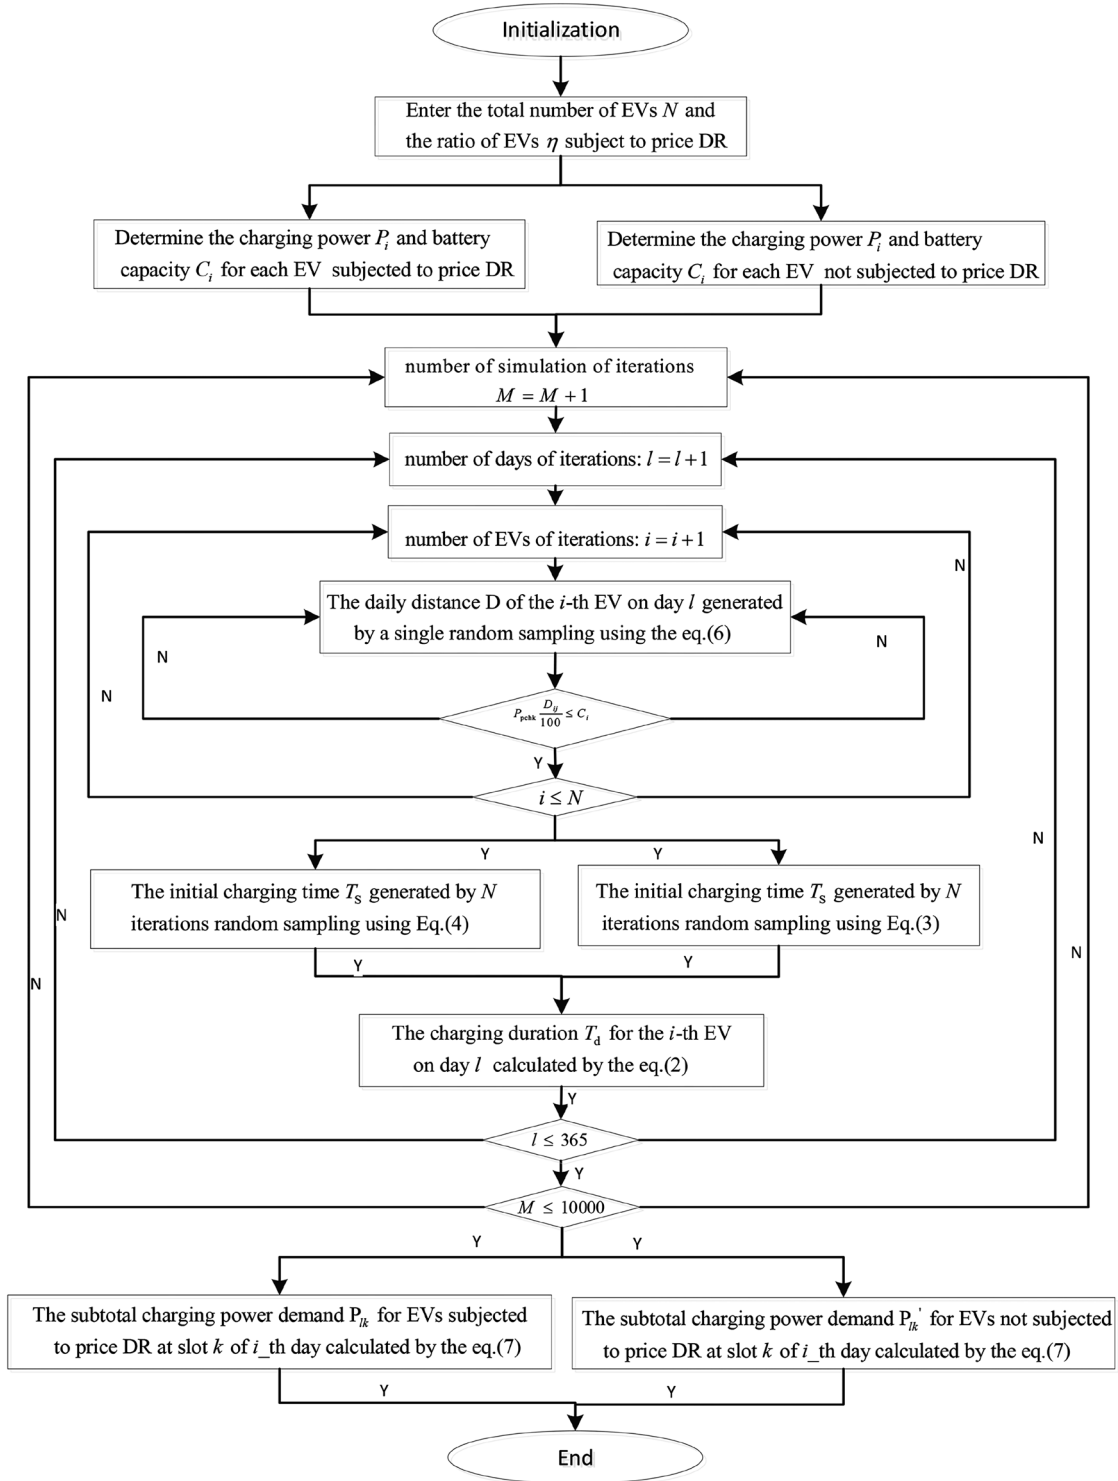 Initialization
Enter the total number of EVs N and
the ratio of EVs η subject to price DR
Determine the charging power Pi and battery
capacity Ci for each EV subjected to price DR
Determine the charging power Pi and battery
capacity Ci for each EV not subjected to price DR
number of simulation of iterations
M = M + 1
number of days of iterations: l = l + 1
number of EVs of iterations: i = i + 1
N
The daily distance D of the i-th EV on day l generated
by a single random sampling using the eq.(6)
N
N
N
Ppchk Dij/100 ≤ Ci
Y
i ≤ N
N
Y
Y
The initial charging time Ts generated by N
iterations random sampling using Eq.(4)
The initial charging time Ts generated by N
iterations random sampling using Eq.(3)
N
N
N
Y
Y
The charging duration Td for the i-th EV
on day l calculated by the eq.(2)
Y
l ≤ 365
Y
M ≤ 10000
Y
Y
The subtotal charging power demand Plk for EVs subjected
to price DR at slot k of i_th day calculated by the eq.(7)
The subtotal charging power demand Plk' for EVs not subjected
to price DR at slot k of i_th day calculated by the eq.(7)
Y
Y
End